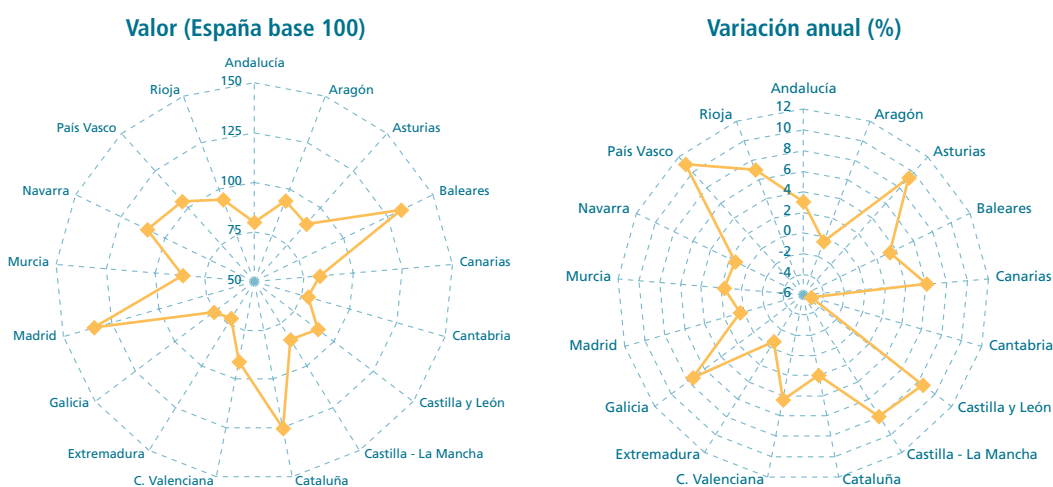 Valor (España base 100)
Andalucía
150
Rioja
Aragón
País Vasco
125
Asturias
100
Navarra
Baleares
75
Murcia
50
Canarias
Madrid
Cantabria
Galicia
Castilla y León
Extremadura
Castilla - La Mancha
C. Valenciana
Cataluña
Variación anual (%)
Andalucía
12
Rioja
Aragón
10
País Vasco
8
Asturias
6
4
Navarra
2
Baleares
0
-2
Murcia
-4
Canarias
-6
Madrid
Cantabria
Galicia
Castilla y León
Extremadura
Castilla - La Mancha
C. Valenciana
Cataluña